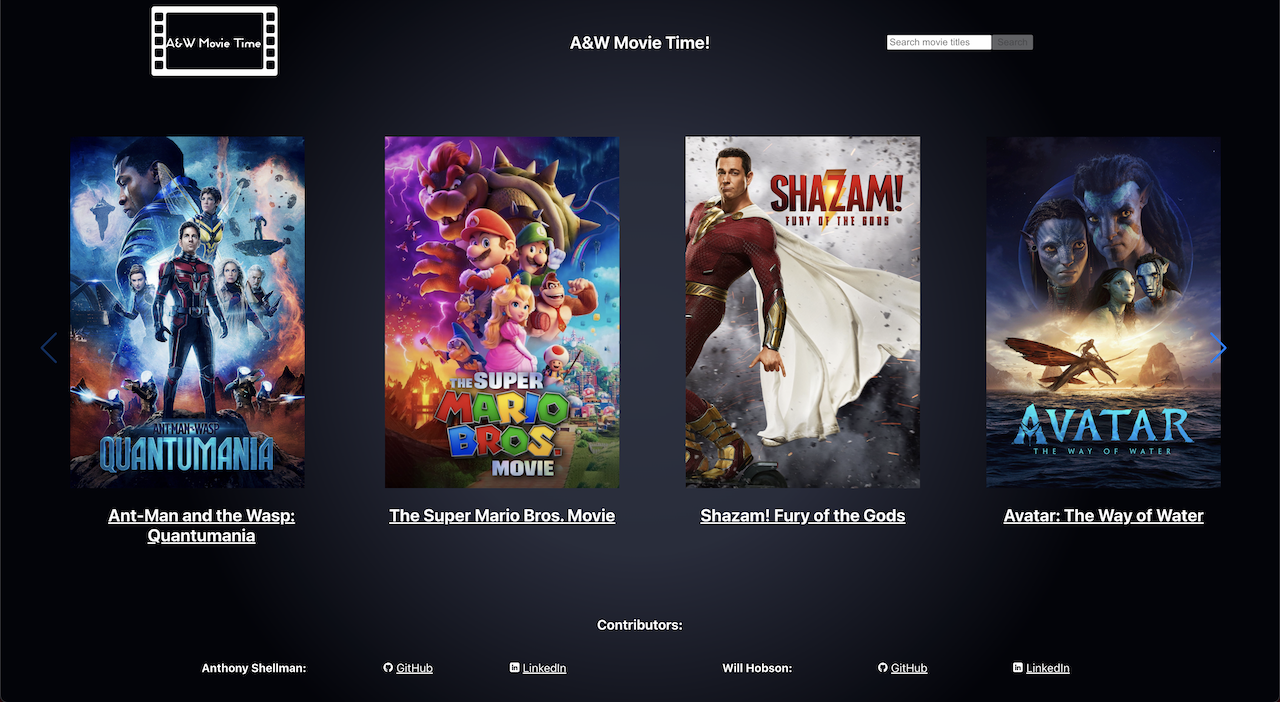 A&W Movie Time
A&W Movie Time!
Search movie titles
Search
ANT-MAN AND THE WASP
QUANTUMANIA
THE SUPER
MARIO
BROS.
MOVIE
SHAZAM!
FURY OF THE GODS
AVATAR
THE WAY OF WATER
Ant-Man and the Wasp:
Quantumania
The Super Mario Bros. Movie
Shazam! Fury of the Gods
Avatar: The Way of Water
Contributors:
Anthony Shellman:
GitHub
LinkedIn
Will Hobson:
GitHub
LinkedIn